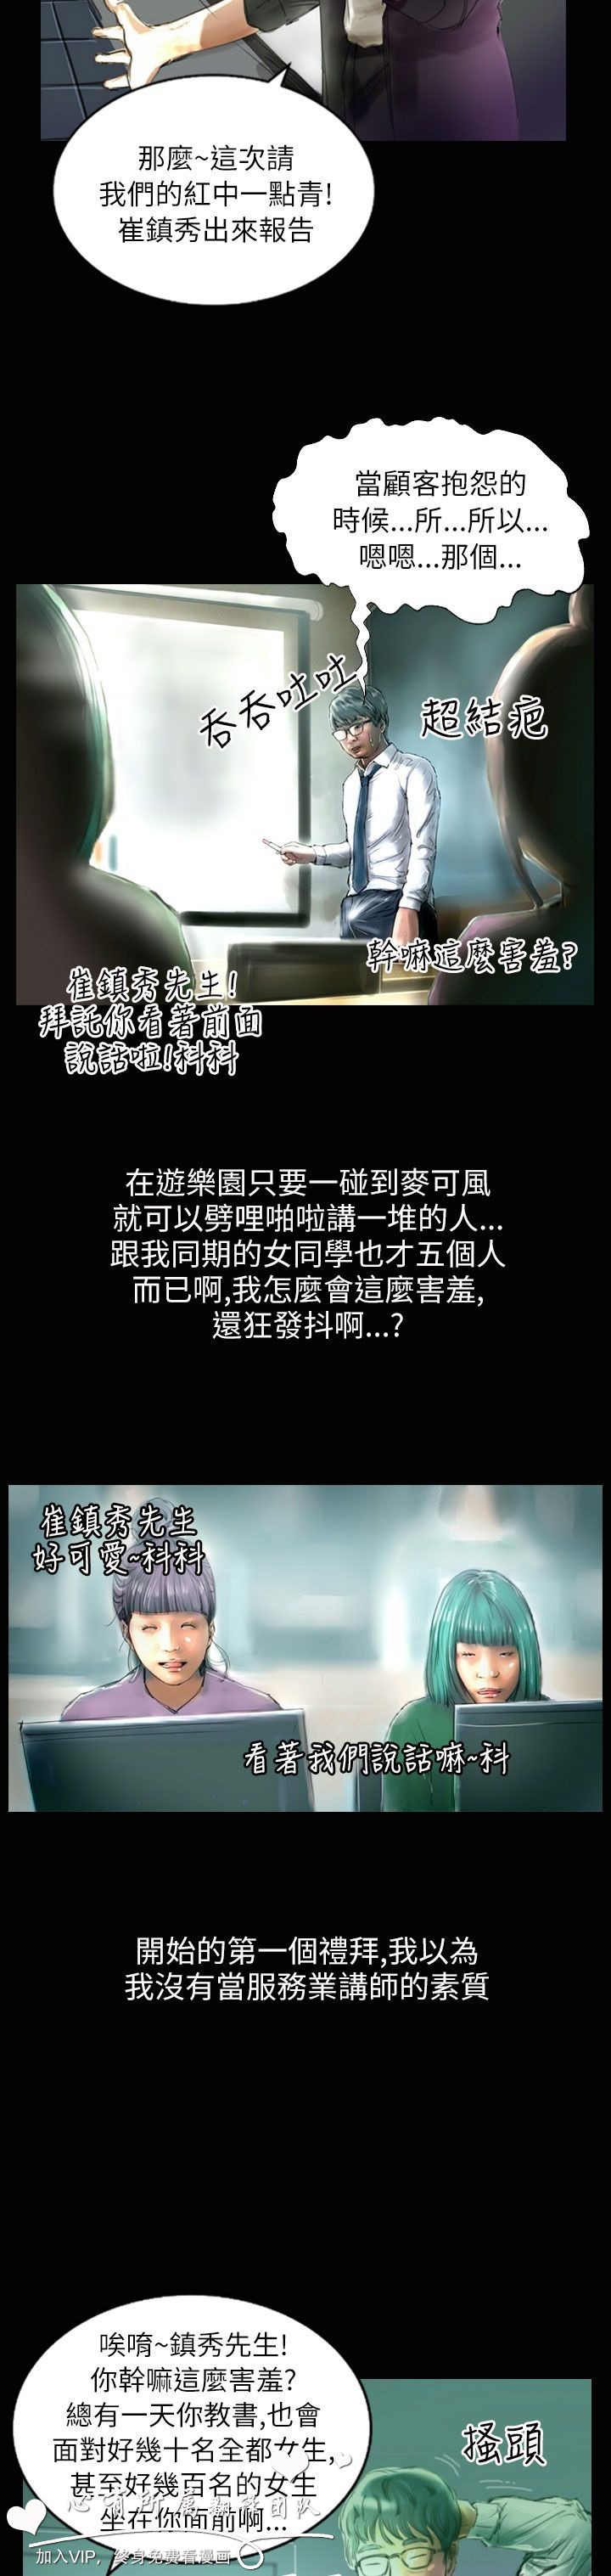 那麼~這次請
我們的紅中一點青!
崔鎮秀出來報告
當顧客抱怨的
時候...所...所以...
嗯嗯...那個...
吞吞吐吐
超結疤
幹嘛這麼害羞?
崔鎮秀先生!
拜託你看著前面
說話啦!科科
在遊樂園只要一碰到麥可風
就可以劈哩啪啦講一堆的人...
跟我同期的女同學也才五個人
而已啊,我怎麼會這麼害羞,
還狂發抖啊...?
崔鎮秀先生
好可愛~科科
看著我們說話嘛~科
開始的第一個禮拜,我以為
我沒有當服務業講師的素質
唉唷~鎮秀先生!
你幹嘛這麼害羞?
總有一天你教書,也會
面對好幾十名全都女生,
甚至好幾百名的女生
坐在你面前啊...
搔頭
加入VIP，終身免費看漫画